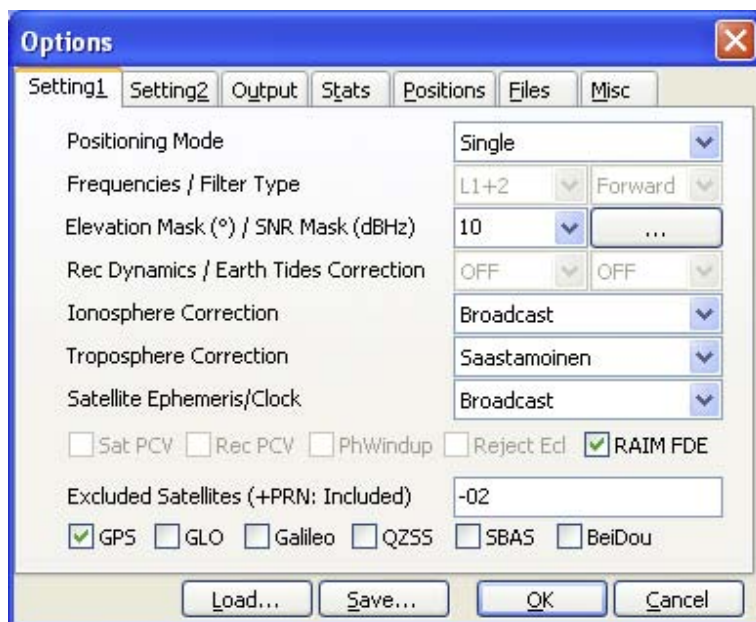 Options
Setting1 Setting2 Output Stats Positions Files Misc
Positioning Mode Single
Frequencies / Filter Type L1+2 Forward
Elevation Mask (°) / SNR Mask (dBHz) 10 ...
Rec Dynamics / Earth Tides Correction OFF OFF
Ionosphere Correction Broadcast
Troposphere Correction Saastamoinen
Satellite Ephemeris/Clock Broadcast
Sat PCV Rec PCV PhWindup Reject Ecl RAIM FDE
Excluded Satellites (+PRN: Included) -02
GPS GLO Galileo QZSS SBAS BeiDou
Load... Save... OK Cancel